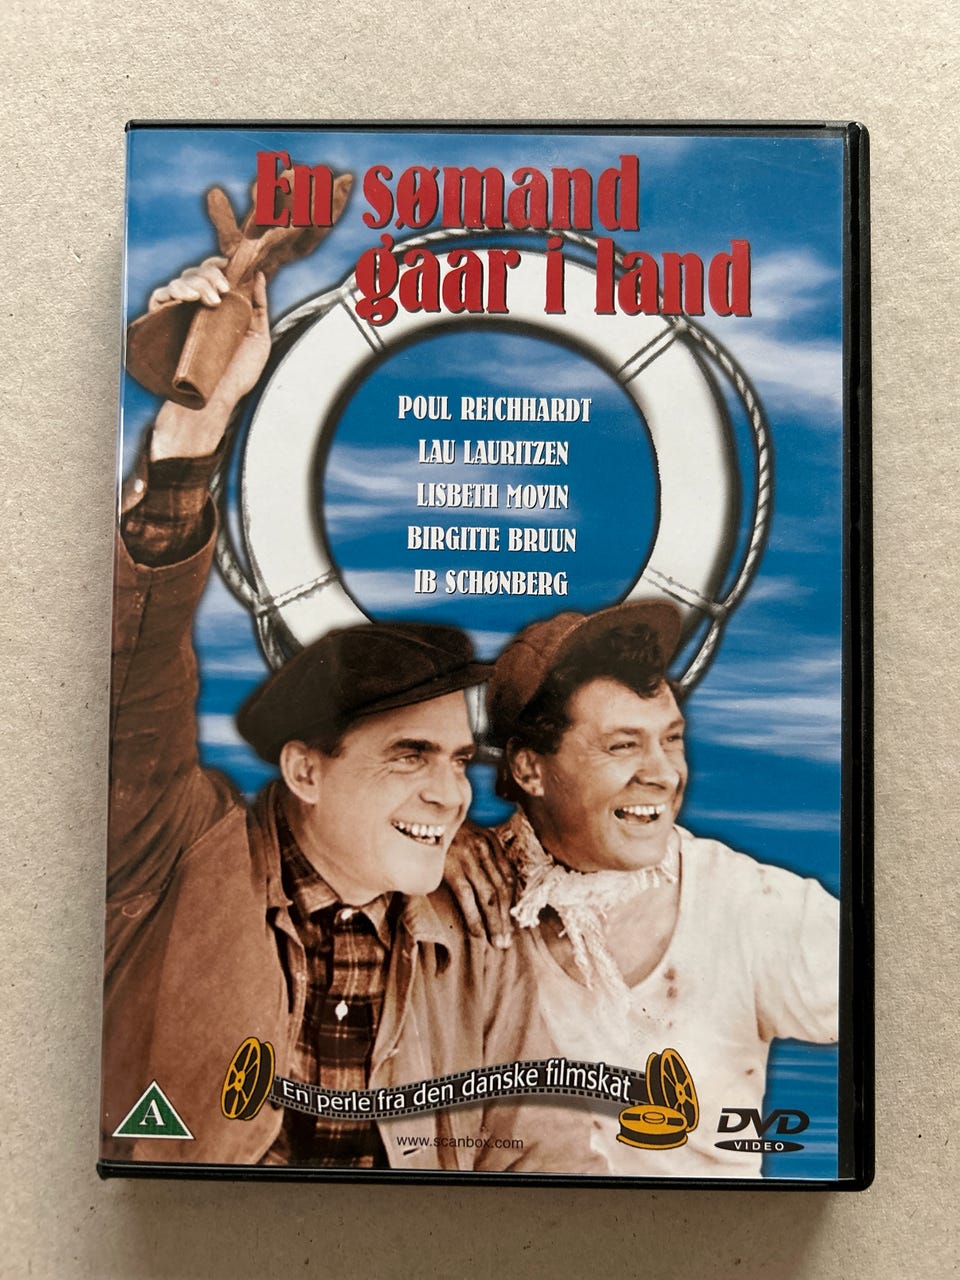 En sømand
gaar i land
POUL REICHHARDT
LAU LAURITZEN
LISBETH MOVIN
BIRGITTE BRUUN
IB SCHØNBERG
En perle fra den danske filmskat
A
www.scanbox.com
DVD
VIDEO